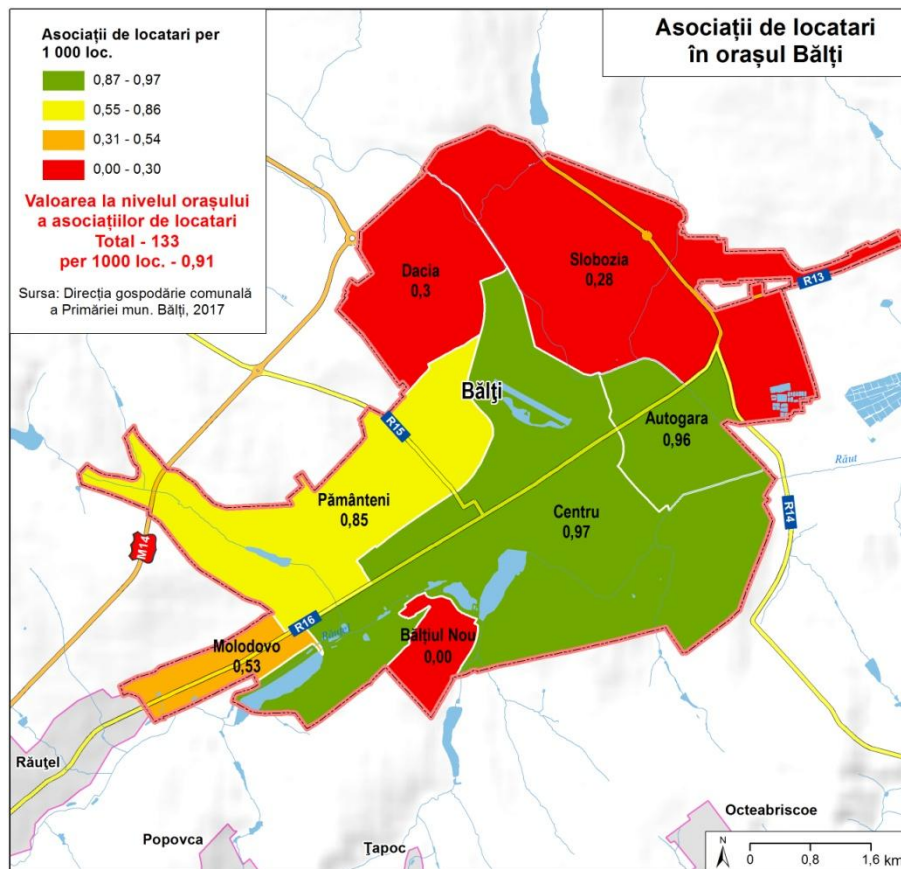 Asociații de locatari
în orașul Bălți
Asociații de locatari per
1 000 loc.
0,87 - 0,97
0,55 - 0,86
0,31 - 0,54
0,00 - 0,30
Valoarea la nivelul orașului
a asociațiilor de locatari
Total - 133
per 1000 loc. - 0,91
Sursa: Direcția gospodărie comunală
a Primăriei mun. Bălți, 2017
Dacia
0,3
Slobozia
0,28
R13
Bălţi
R15
Autogara
0,96
Răut
Pământeni
0,85
Centru
0,97
R14
M14
R16
Molodovo
0,53
Bălțiul Nou
0,00
Răuţel
Popovca
Ţapoc
Octeabriscoe
N
0 0,8 1,6 km